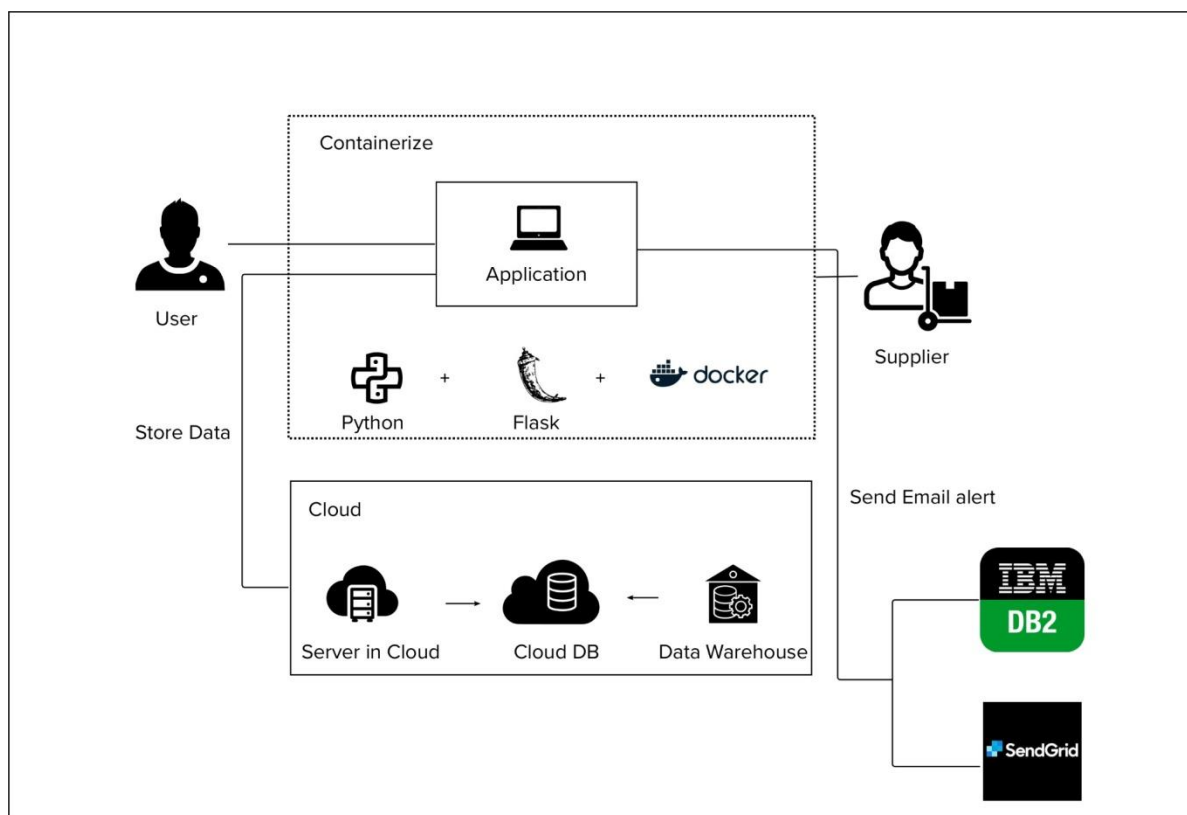 Containerize
Application
User
Supplier
+
+
docker
Python
Flask
Store Data
Cloud
Send Email alert
IBM
DB2
Server in Cloud
Cloud DB
Data Warehouse
SendGrid